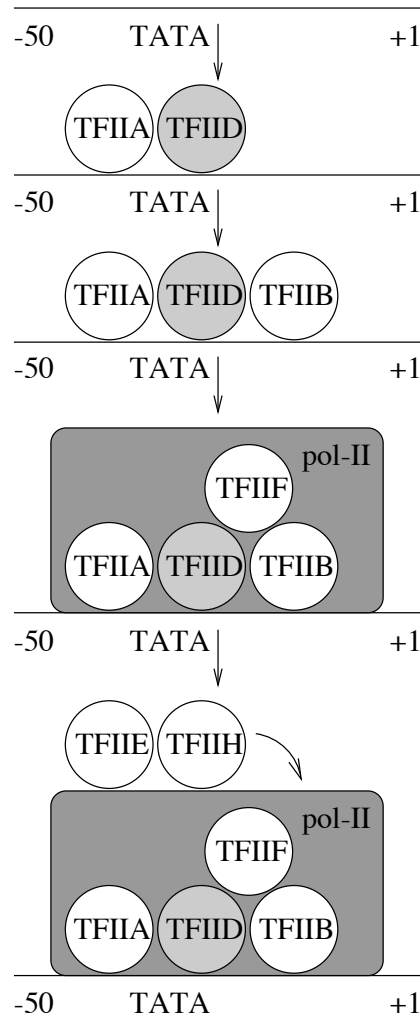 -50 TATA +1
TFIIA TFIID
-50 TATA +1
TFIIA TFIID TFIIB
-50 TATA +1
pol-II
TFIIF
TFIIA TFIID TFIIB
-50 TATA +1
TFIIE TFIIH
pol-II
TFIIF
TFIIA TFIID TFIIB
-50 TATA +1